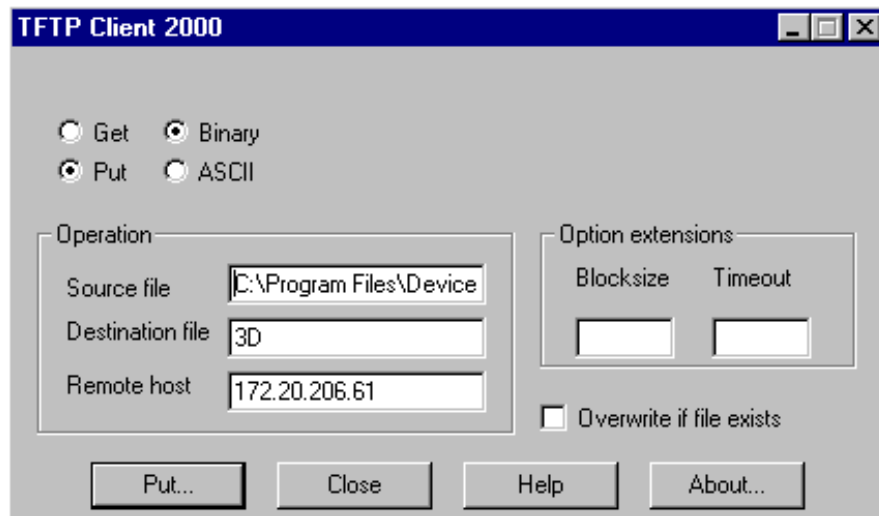 TFTP Client 2000
Get Binary
Put ASCII
Operation
Source file C:\Program Files\Device
Destination file 3D
Remote host 172.20.206.61
Option extensions
Blocksize Timeout
Overwrite if file exists
Put... Close Help About...